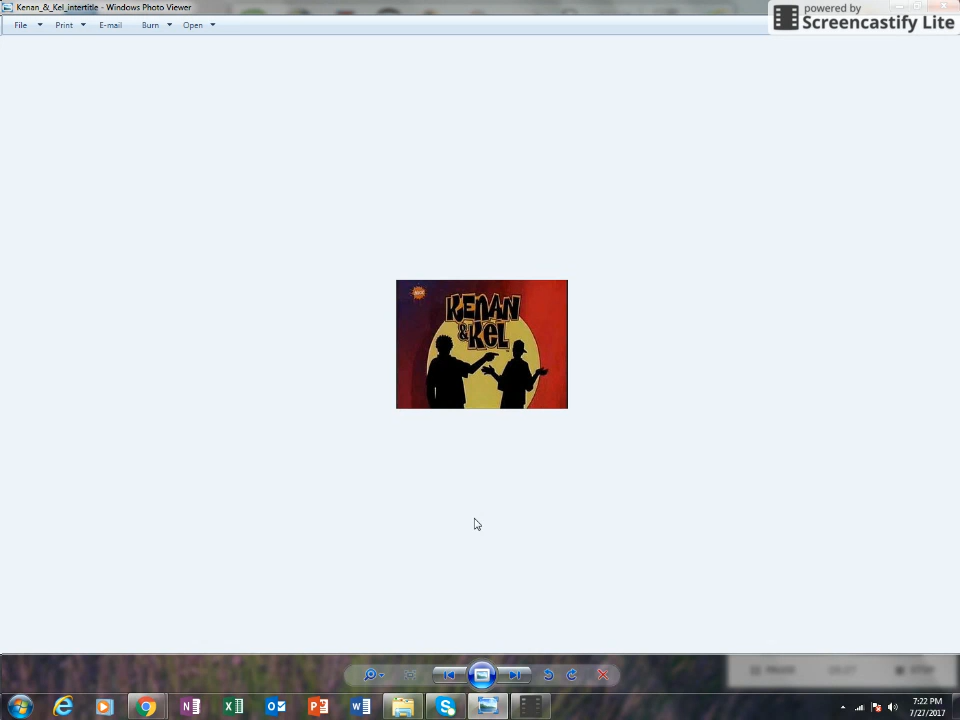 Kenan_&_Kel_intertitle - Windows Photo Viewer
powered by
Screencastify Lite
File Print E-mail Burn Open
KENAN
& KEL
7:22 PM
7/27/2017